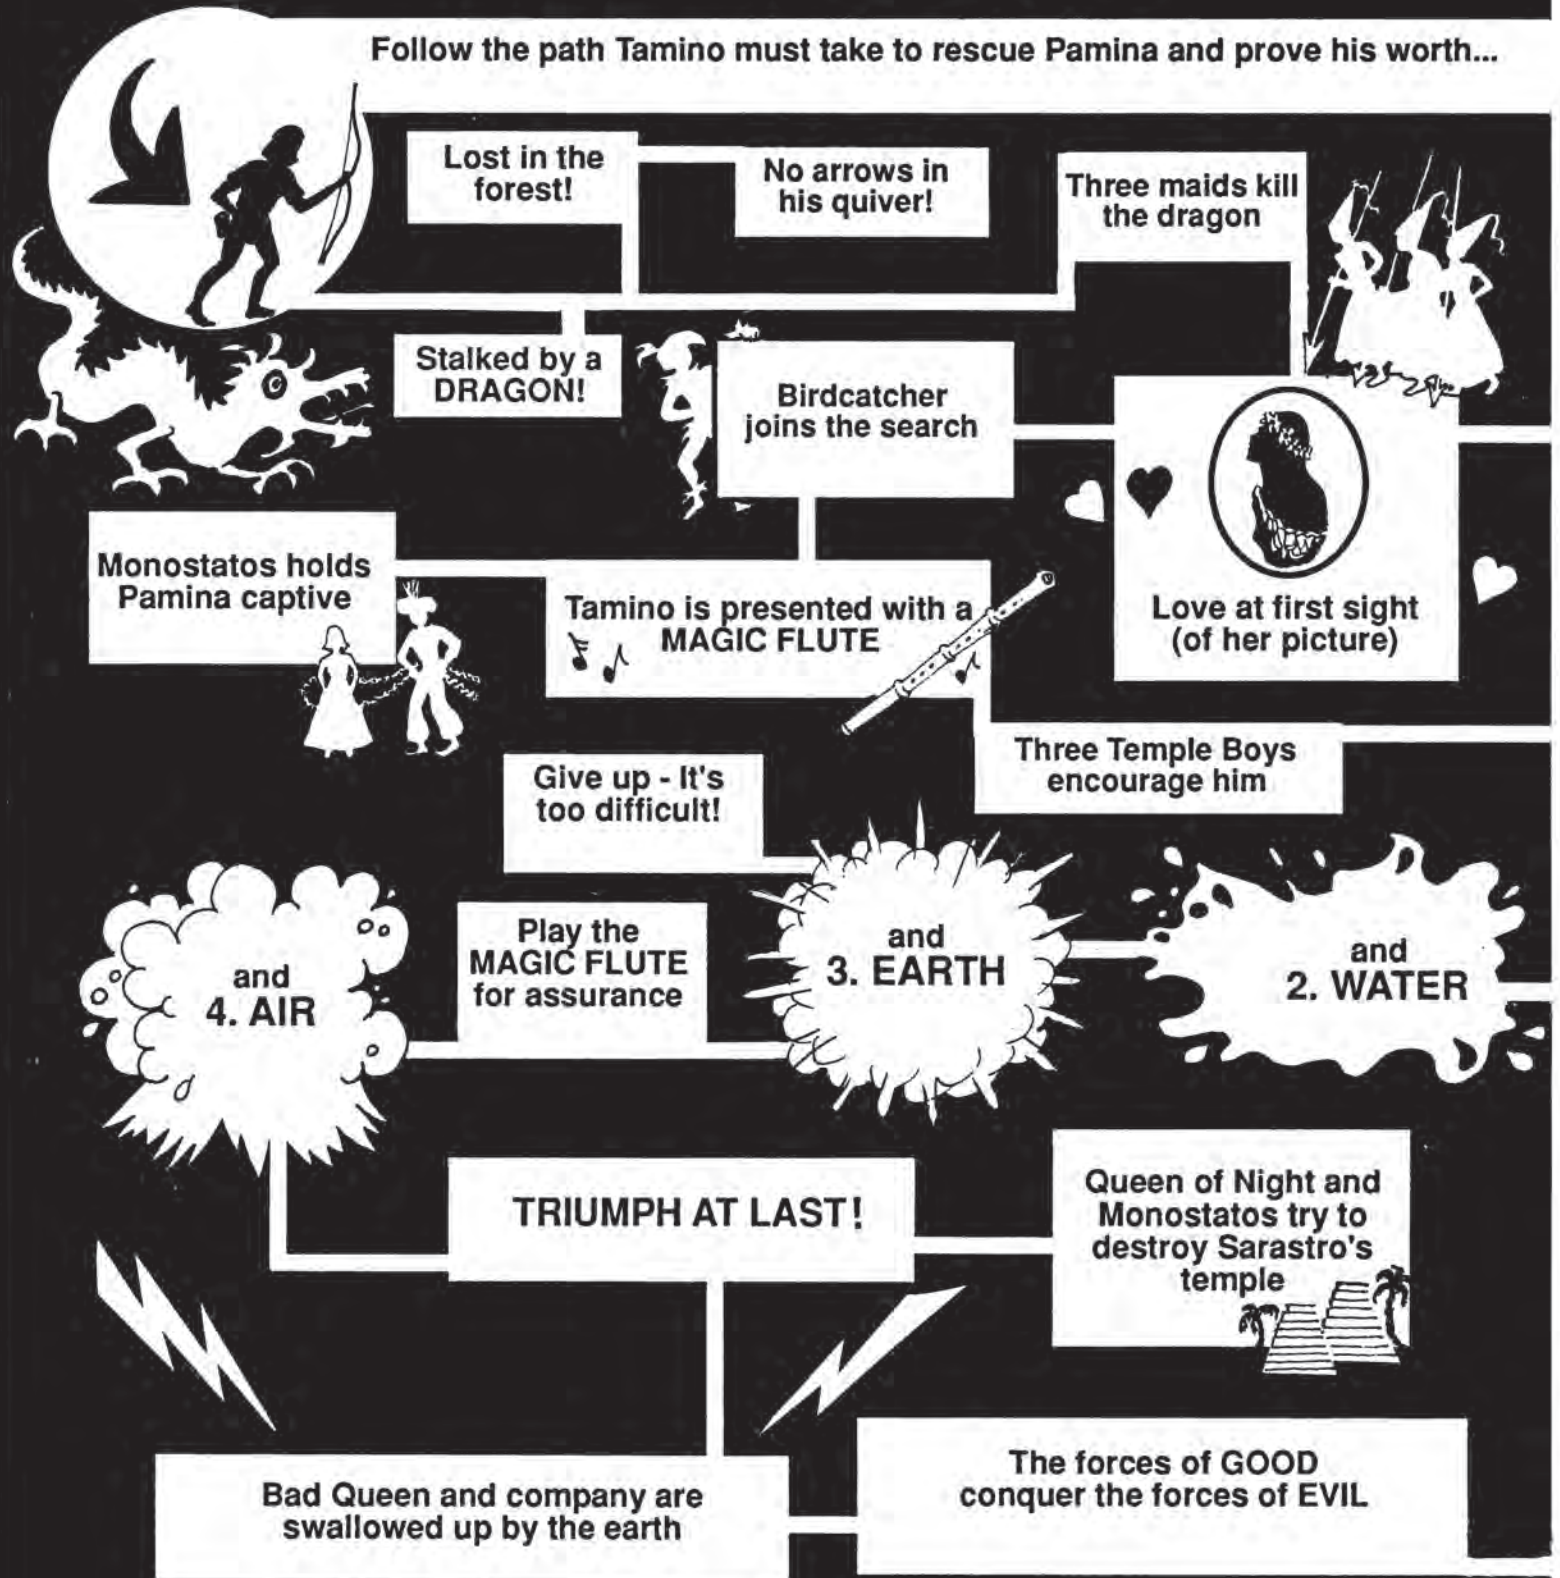 Follow the path Tamino must take to rescue Pamina and prove his worth...
Lost in the
forest!
No arrows in
his quiver!
Three maids kill
the dragon
Stalked by a
DRAGON!
Birdcatcher
joins the search
Love at first sight
(of her picture)
Monostatos holds
Pamina captive
Tamino is presented with a
MAGIC FLUTE
Three Temple Boys
encourage him
Give up - It's
too difficult!
and
4. AIR
Play the
MAGIC FLUTE
for assurance
and
3. EARTH
and
2. WATER
TRIUMPH AT LAST!
Queen of Night and
Monostatos try to
destroy Sarastro's
temple
Bad Queen and company are
swallowed up by the earth
The forces of GOOD
conquer the forces of EVIL